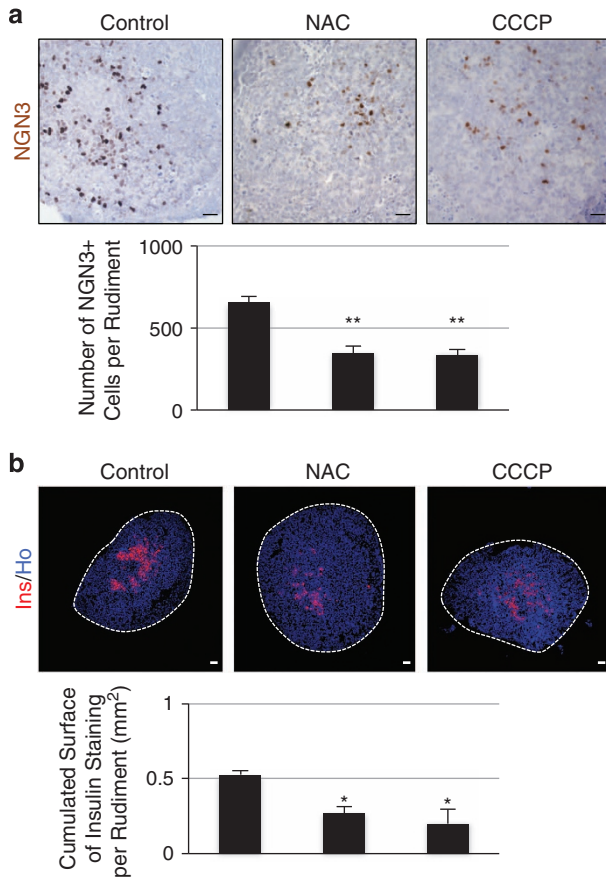 a
Control NAC CCCP
NGN3
Number of NGN3+
Cells per Rudiment
1000
500
0
** **
b
Control NAC CCCP
Ins/Ho
Cumulated Surface
of Insulin Staining
per Rudiment (mm²)
1
0.5
0
* *